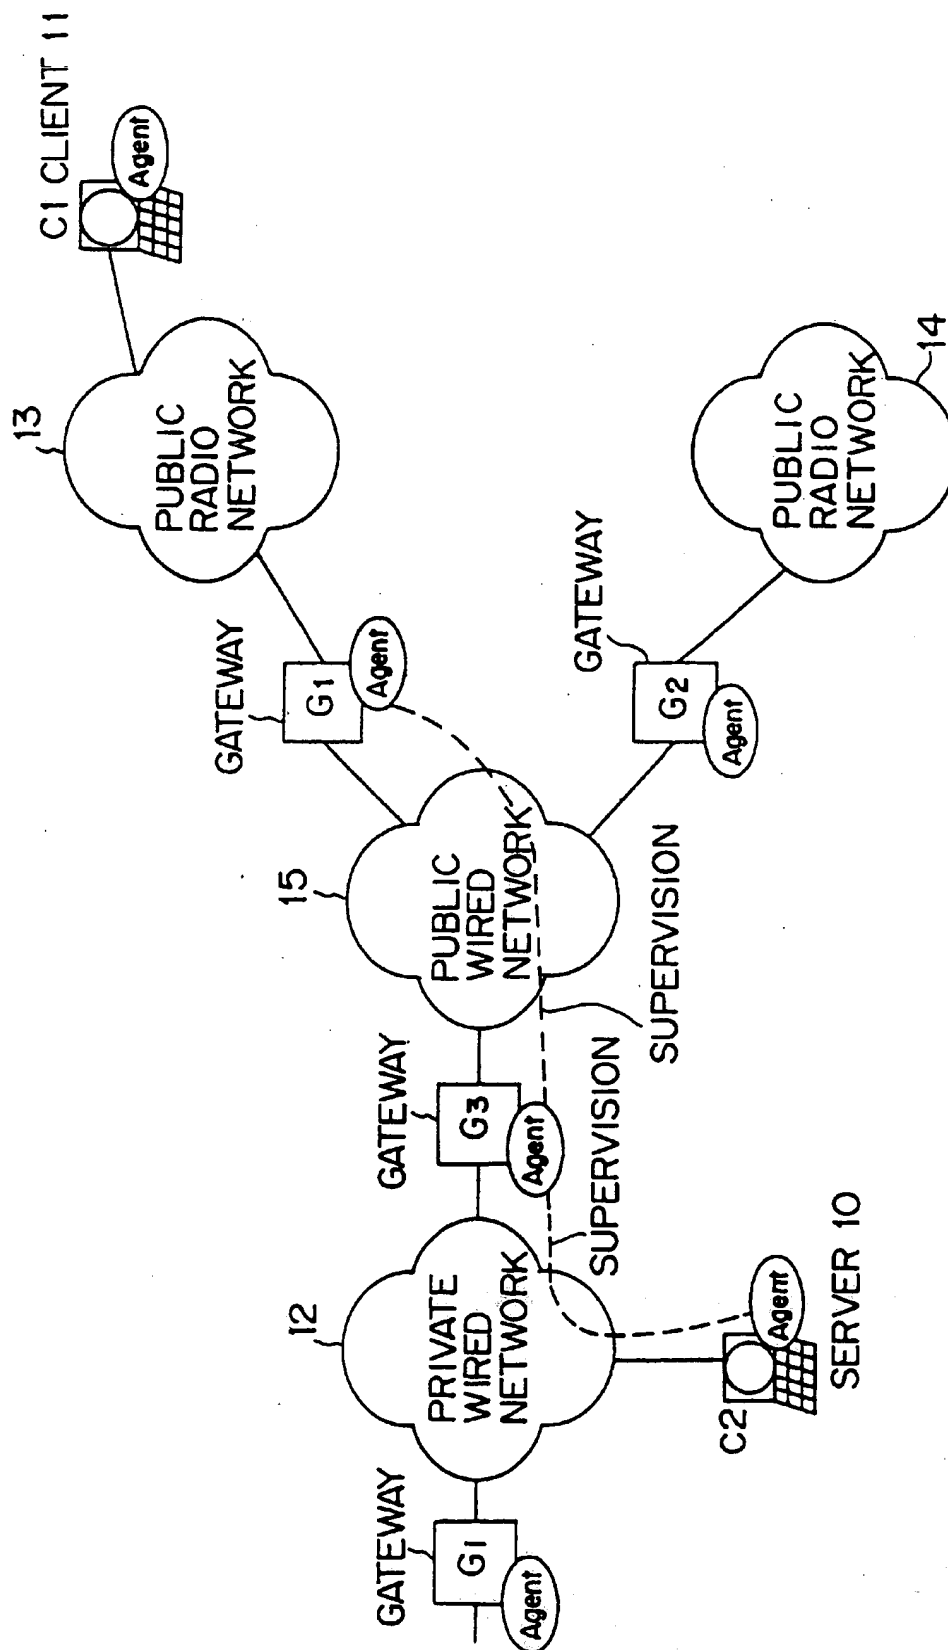 C1 CLIENT 11
Agent
13
PUBLIC
RADIO
NETWORK
GATEWAY
G1
Agent
15
PUBLIC
WIRED
NETWORK
GATEWAY
G2
Agent
PUBLIC
RADIO
NETWORK
14
SUPERVISION
GATEWAY
G3
Agent
SUPERVISION
12
PRIVATE
WIRED
NETWORK
GATEWAY
G1
Agent
C2
Agent
SERVER 10